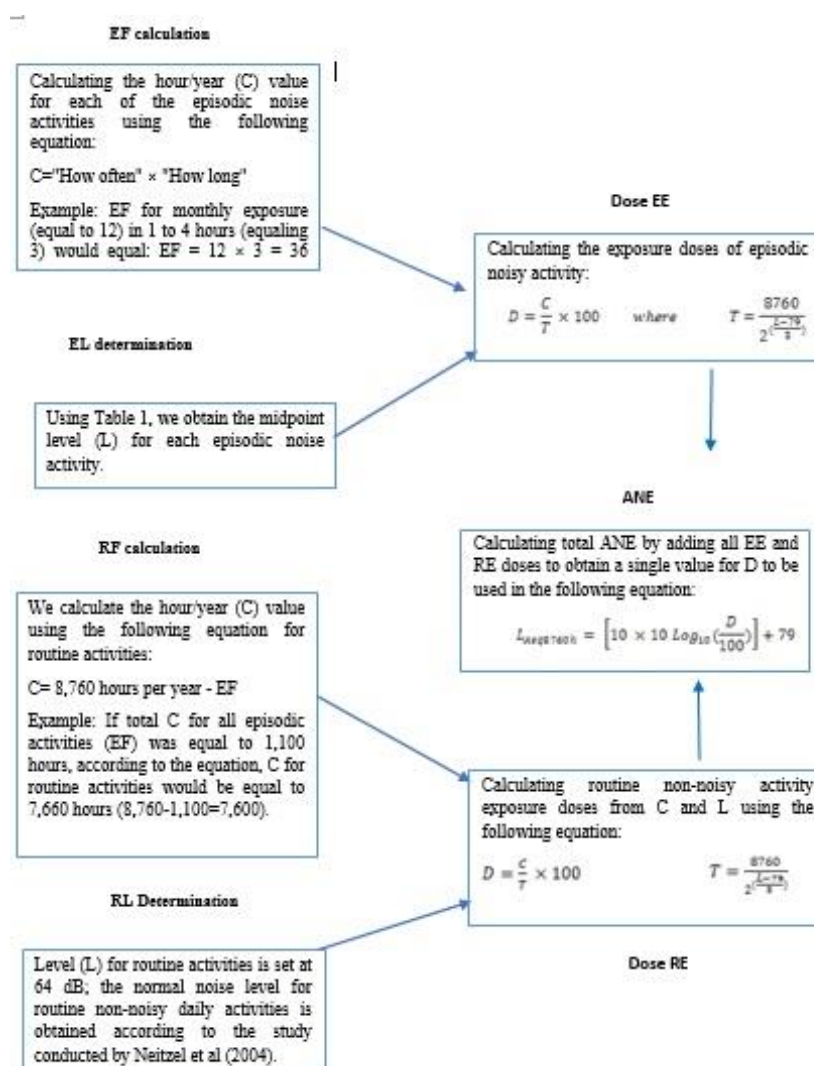 EF calculation
Calculating the hour/year (C) value
for each of the episodic noise
activities using the following
equation:
C="How often" × "How long"
Example: EF for monthly exposure
(equal to 12) in 1 to 4 hours (equaling
3) would equal: EF = 12 × 3 = 36
EL determination
Using Table 1, we obtain the midpoint
level (L) for each episodic noise
activity.
Dose EE
Calculating the exposure doses of episodic
noisy activity:
D = C/T × 100 where T = 8760/2^((L−79)/3)
ANE
Calculating total ANE by adding all EE and
RE doses to obtain a single value for D to be
used in the following equation:
L_Aeq8760h = [10 × 10 Log₁₀(D/100)] + 79
RF calculation
We calculate the hour/year (C) value
using the following equation for
routine activities:
C= 8,760 hours per year - EF
Example: If total C for all episodic
activities (EF) was equal to 1,100
hours, according to the equation, C for
routine activities would be equal to
7,660 hours (8,760-1,100=7,600).
RL Determination
Level (L) for routine activities is set at
64 dB; the normal noise level for
routine non-noisy daily activities is
obtained according to the study
conducted by Neitzel et al (2004).
Calculating routine non-noisy activity
exposure doses from C and L using the
following equation:
D = C/T × 100 T = 8760/2^((L−79)/3)
Dose RE